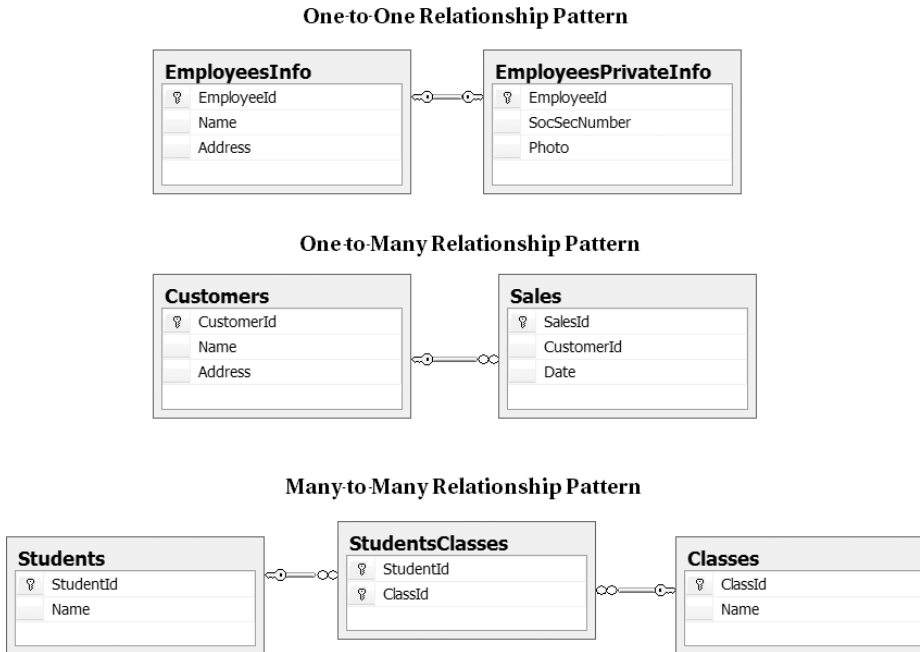 One-to-One Relationship Pattern
EmployeesInfo
EmployeeId
Name
Address
EmployeesPrivateInfo
EmployeeId
SocSecNumber
Photo
One-to-Many Relationship Pattern
Customers
CustomerId
Name
Address
Sales
SalesId
CustomerId
Date
Many-to-Many Relationship Pattern
Students
StudentId
Name
StudentsClasses
StudentId
ClassId
Classes
ClassId
Name